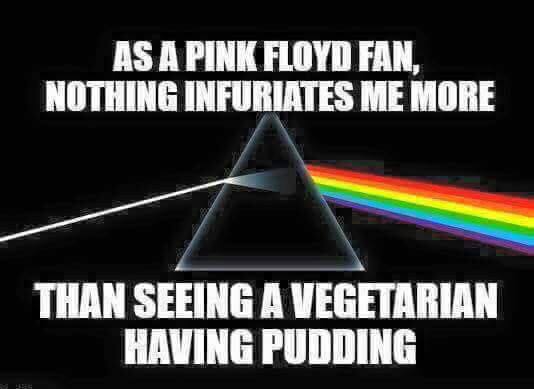 AS A PINK FLOYD FAN,
NOTHING INFURIATES ME MORE
THAN SEEING A VEGETARIAN
HAVING PUDDING